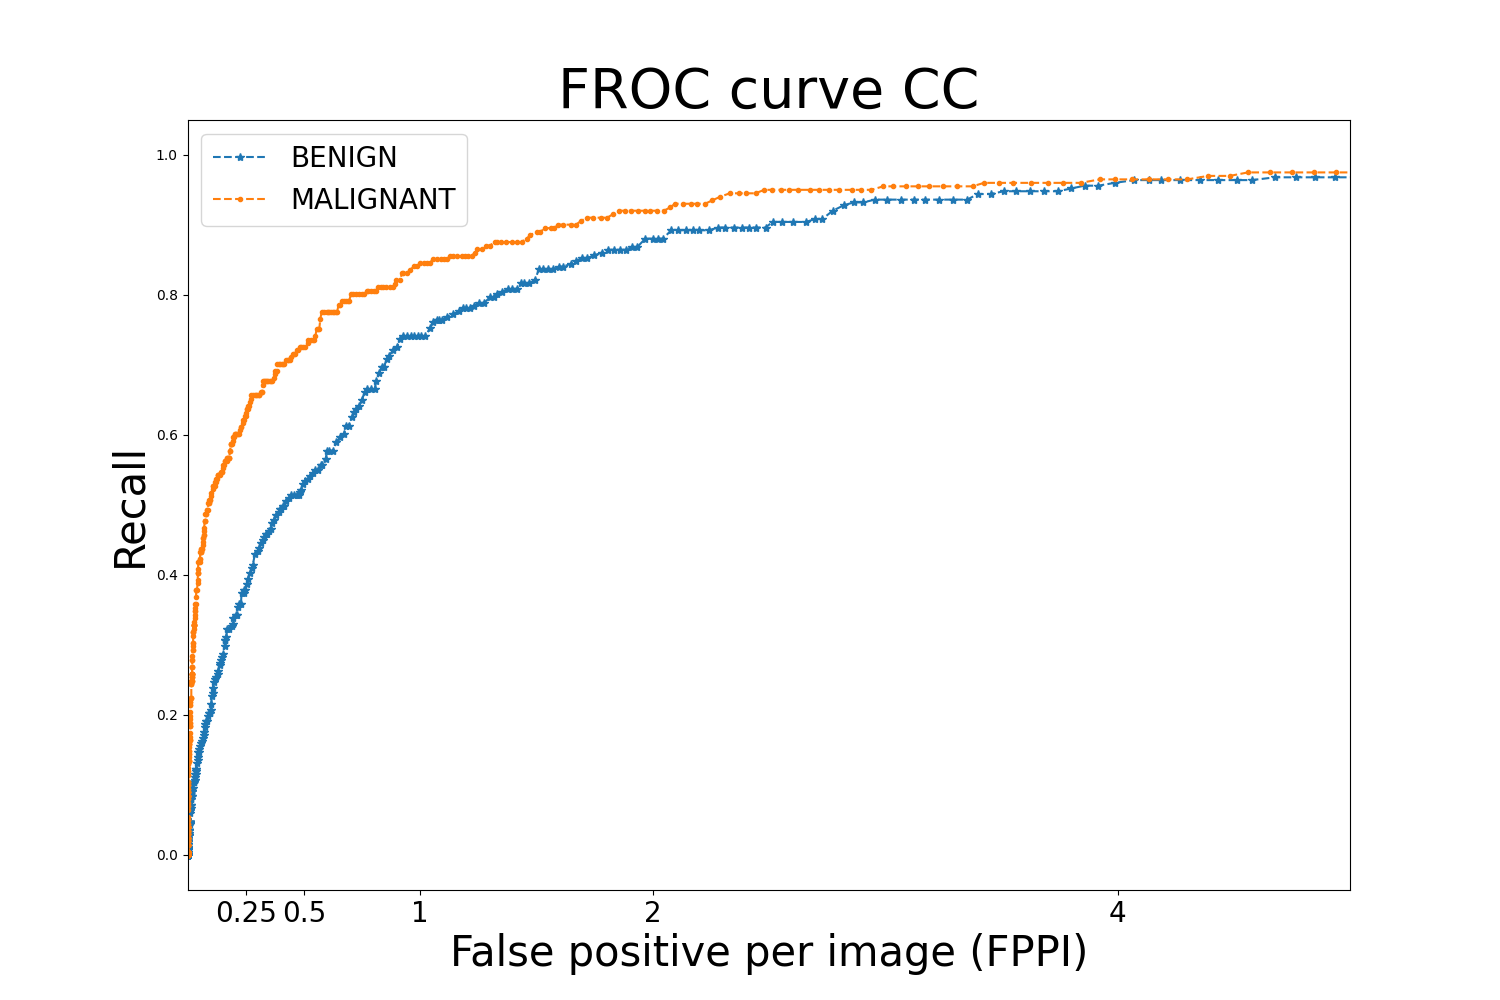 FROC curve CC
BENIGN
MALIGNANT
1.0
0.8
0.6
0.4
0.2
0.0
Recall
0.25 0.5 1 2 4
False positive per image (FPPI)